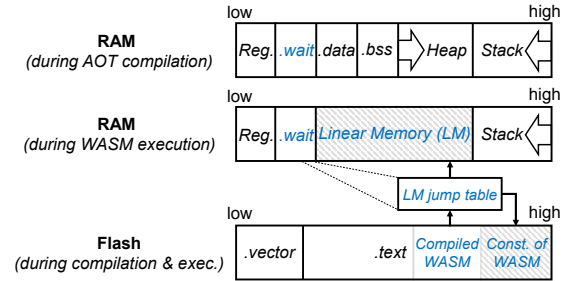 low high
RAM
(during AOT compilation)
Reg. .wait .data .bss Heap Stack
low high
RAM
(during WASM execution)
Reg. .wait Linear Memory (LM) Stack
LM jump table
low high
Flash
(during compilation & exec.)
.vector .text Compiled WASM Const. of WASM